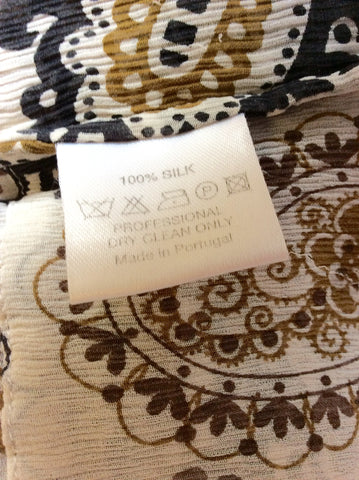 100% SILK
P
PROFESSIONAL
DRY CLEAN ONLY
Made in Portugal